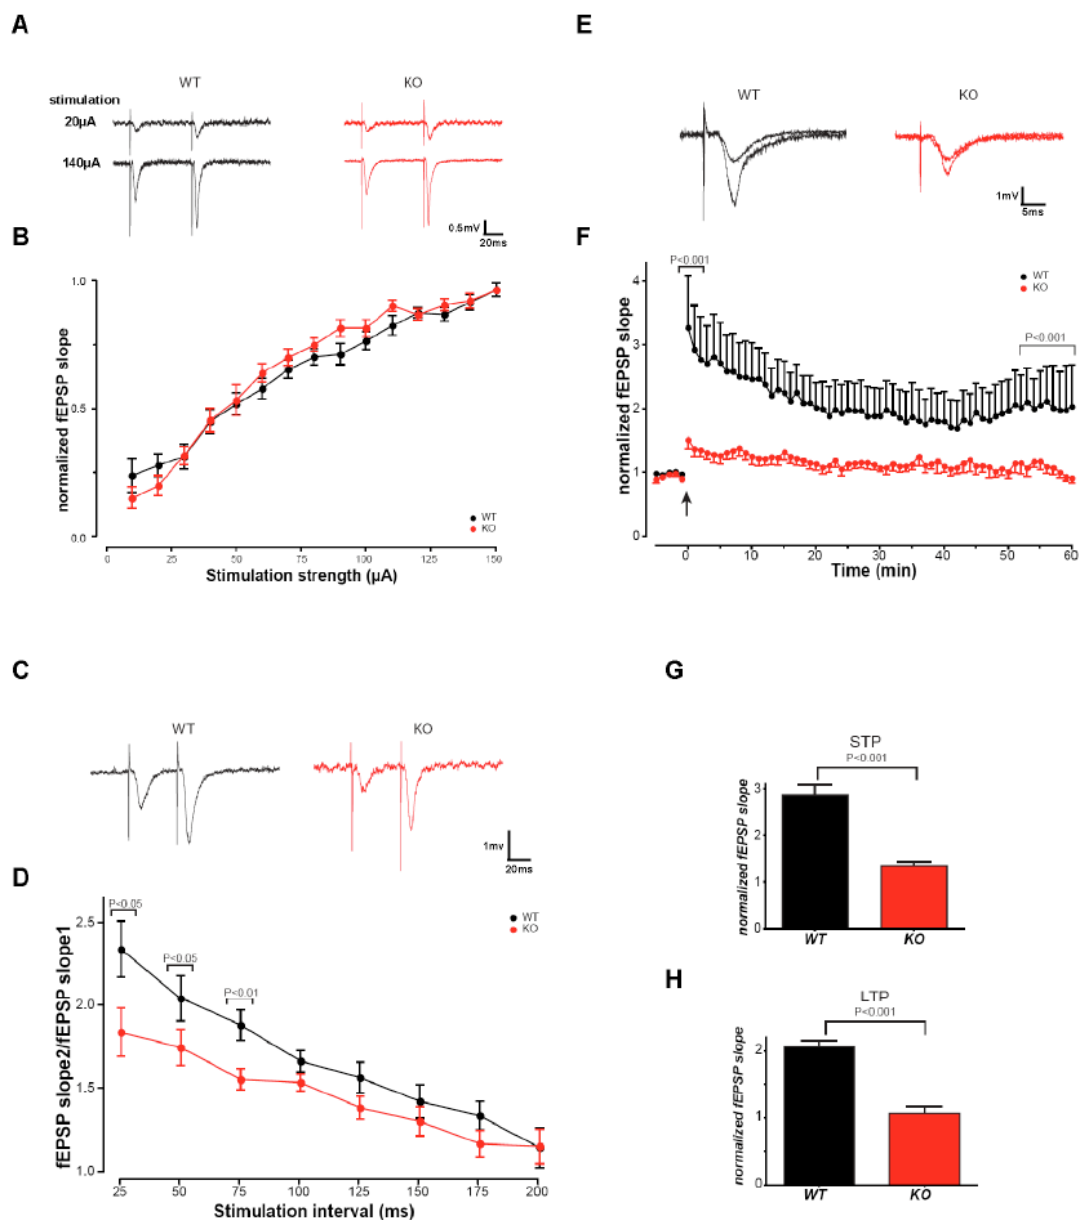 A
WT
KO
stimulation
20µA
140µA
0.5mV
20ms
B
normalized fEPSP slope
1.0
0.5
0.0
WT
KO
0
25
50
75
100
125
150
Stimulation strength (µA)
C
WT
KO
1mv
20ms
D
fEPSP slope2/fEPSP slope1
P<0.05
P<0.05
P<0.01
WT
KO
2.5
2.0
1.5
1.0
25
50
75
100
125
150
175
200
Stimulation interval (ms)
E
WT
KO
1mV
5ms
F
normalized fEPSP slope
P<0.001
P<0.001
WT
KO
4
3
2
1
0
0
10
20
30
40
50
60
Time (min)
G
STP
P<0.001
normalized fEPSP slope
3
2
1
0
WT
KO
H
LTP
P<0.001
normalized fEPSP slope
2
1
0
WT
KO